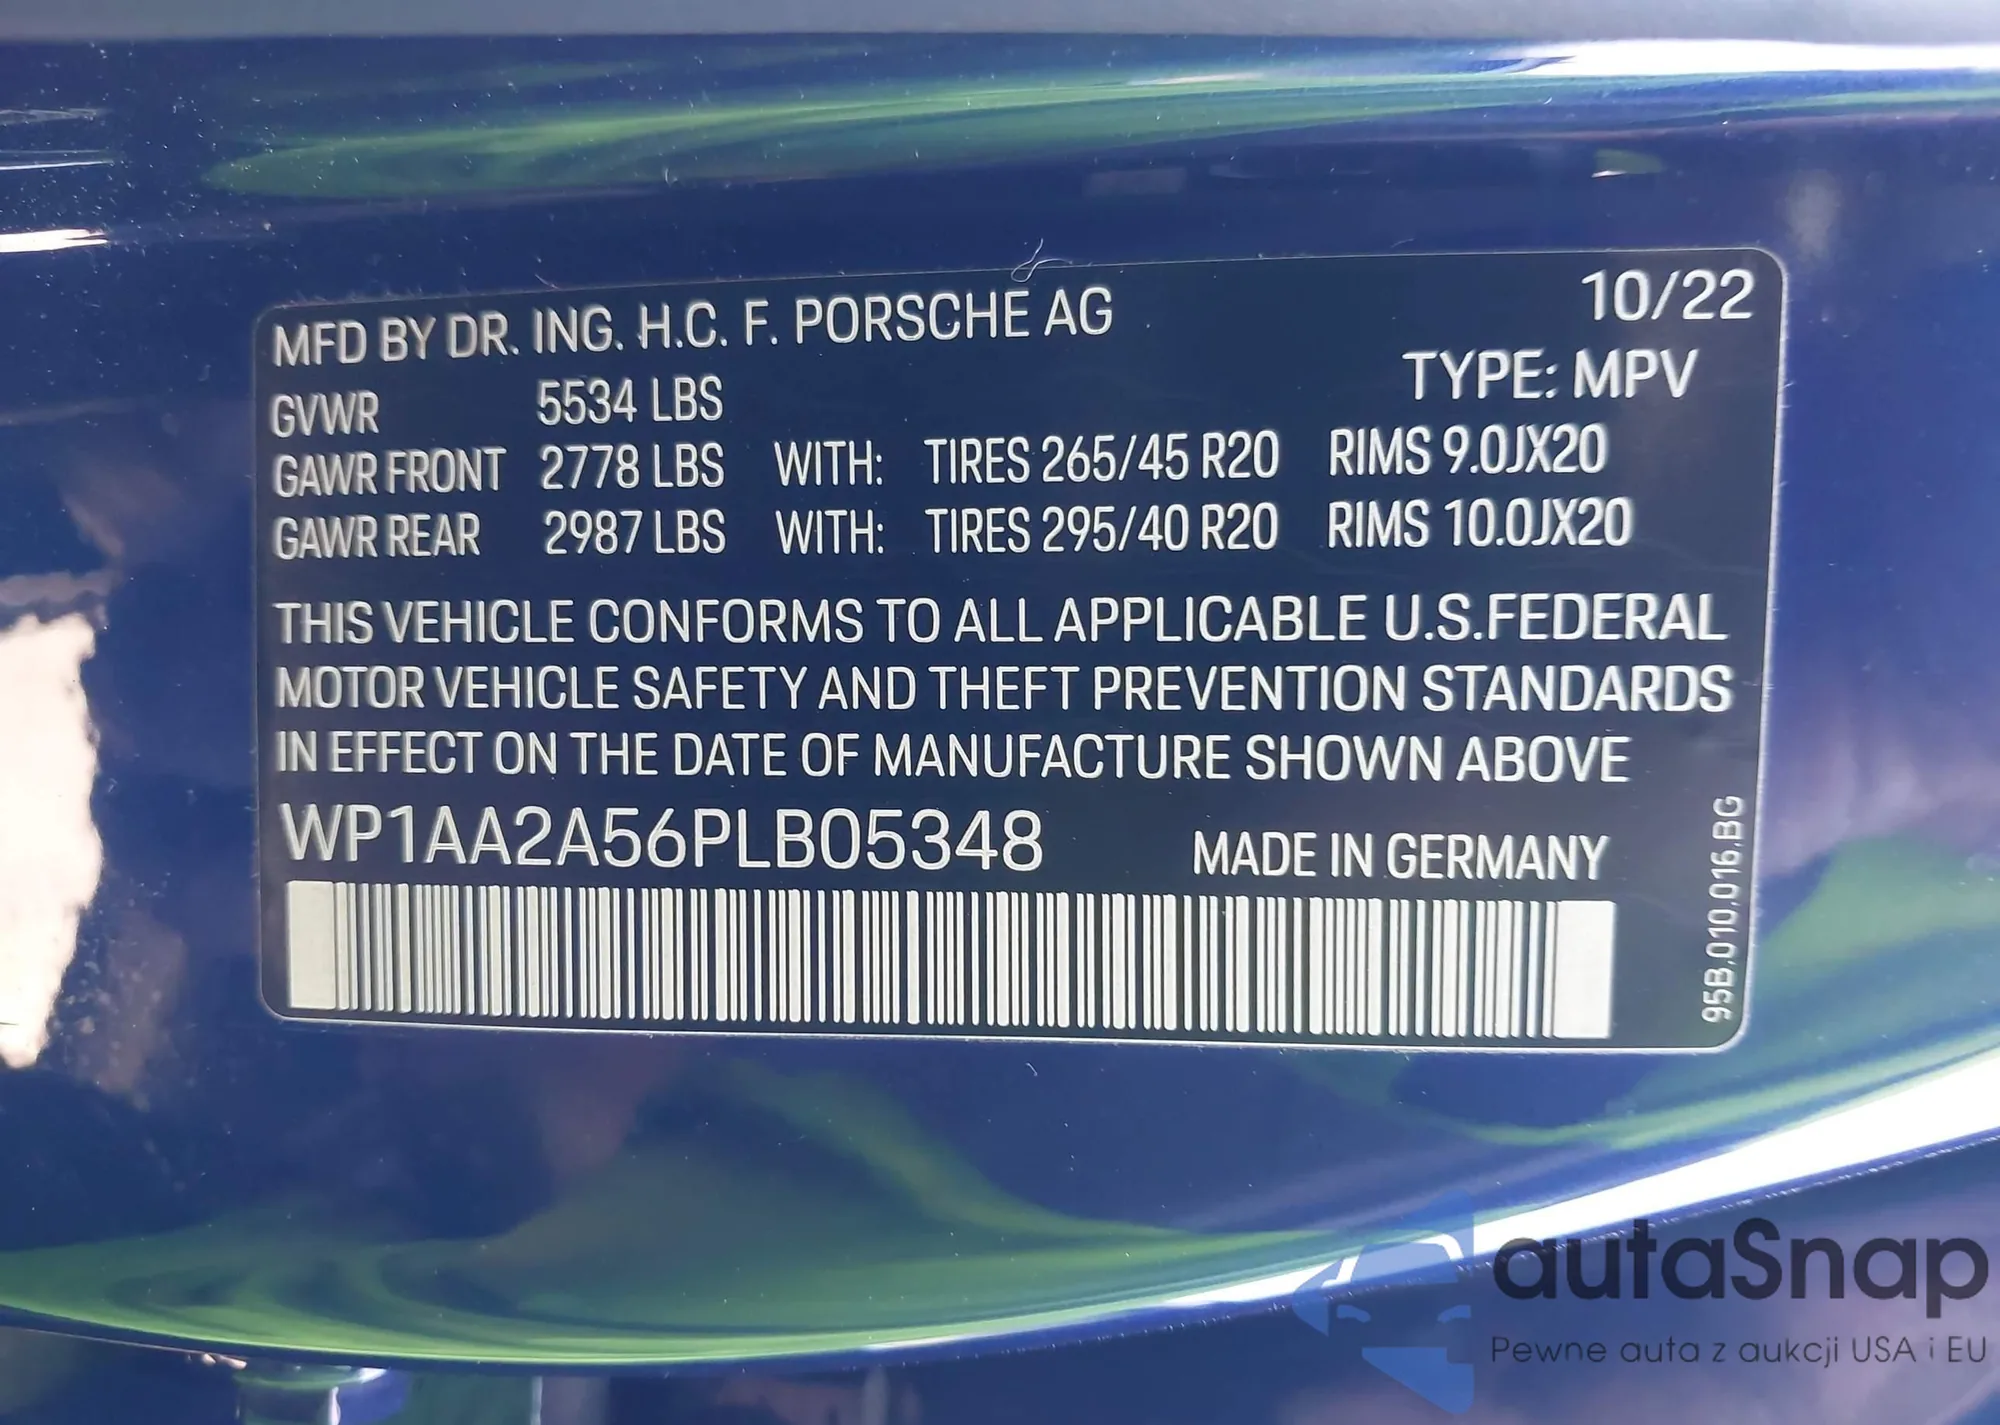 MFD BY DR. ING. H.C. F. PORSCHE AG 10/22
TYPE: MPV
GVWR 5534 LBS
GAWR FRONT 2778 LBS WITH: TIRES 265/45 R20 RIMS 9.0JX20
GAWR REAR 2987 LBS WITH: TIRES 295/40 R20 RIMS 10.0JX20
THIS VEHICLE CONFORMS TO ALL APPLICABLE U.S.FEDERAL
MOTOR VEHICLE SAFETY AND THEFT PREVENTION STANDARDS
IN EFFECT ON THE DATE OF MANUFACTURE SHOWN ABOVE
WP1AA2A56PLB05348 MADE IN GERMANY
95B.010.016.BG
autaSnap
Pewne auta z aukcji USA i EU